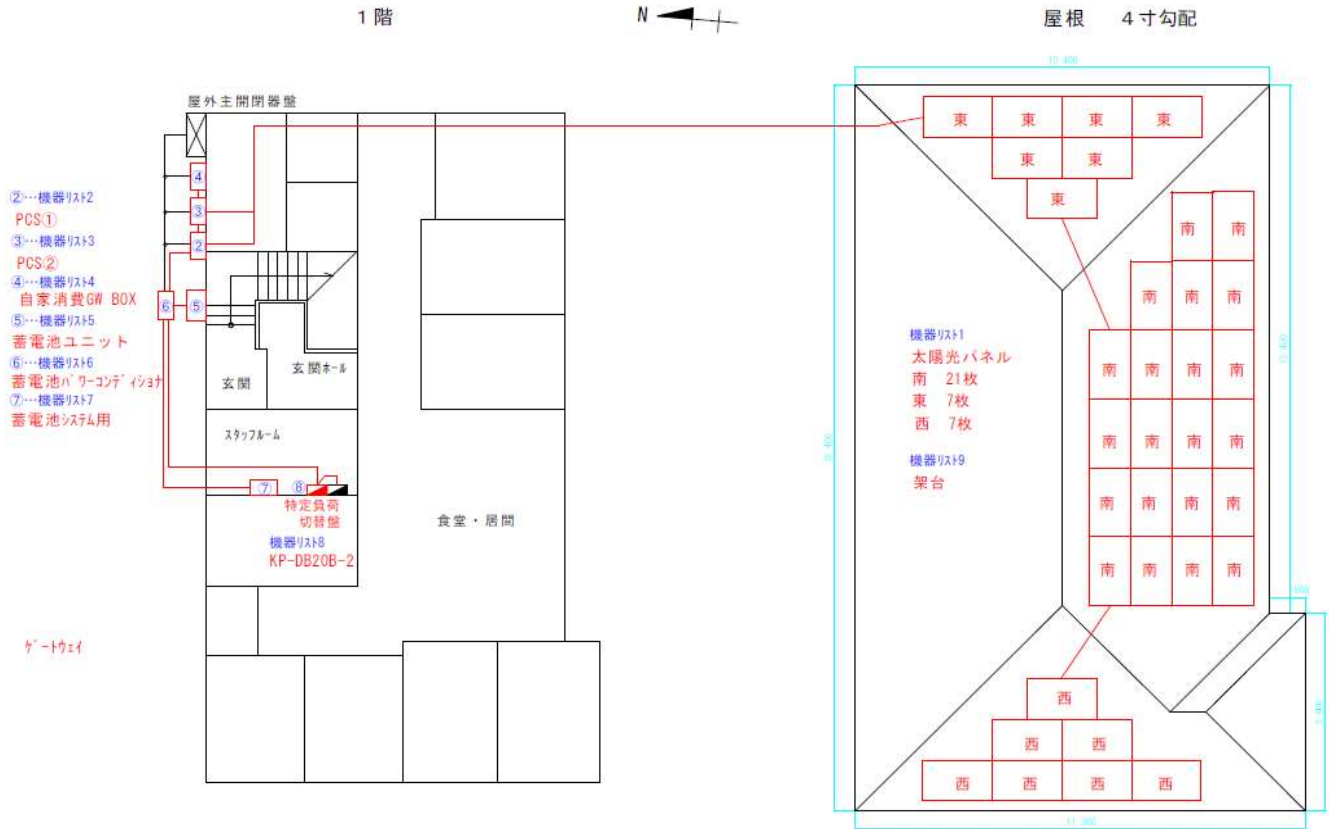 1階
N
屋根 4寸勾配
屋外主開閉器盤
②…機器リスト2
PCS①
③…機器リスト3
PCS②
④…機器リスト4
自家消費GW BOX
⑤…機器リスト5
蓄電池ユニット
⑥…機器リスト6
蓄電池パワーコンディショナ
⑦…機器リスト7
蓄電池システム用
ゲートウェイ
④
③
②
⑥
⑤
玄関
玄関ホール
スタッフルーム
⑦
⑧
特定負荷
切替盤
機器リスト8
KP-DB20B-2
食堂・居間
機器リスト1
太陽光パネル
南 21枚
東 7枚
西 7枚
機器リスト9
架台
東 東 東 東
東 東
東
南 南
南 南 南
南 南 南 南
南 南 南 南
南 南 南 南
南 南 南 南
西
西 西
西 西 西 西